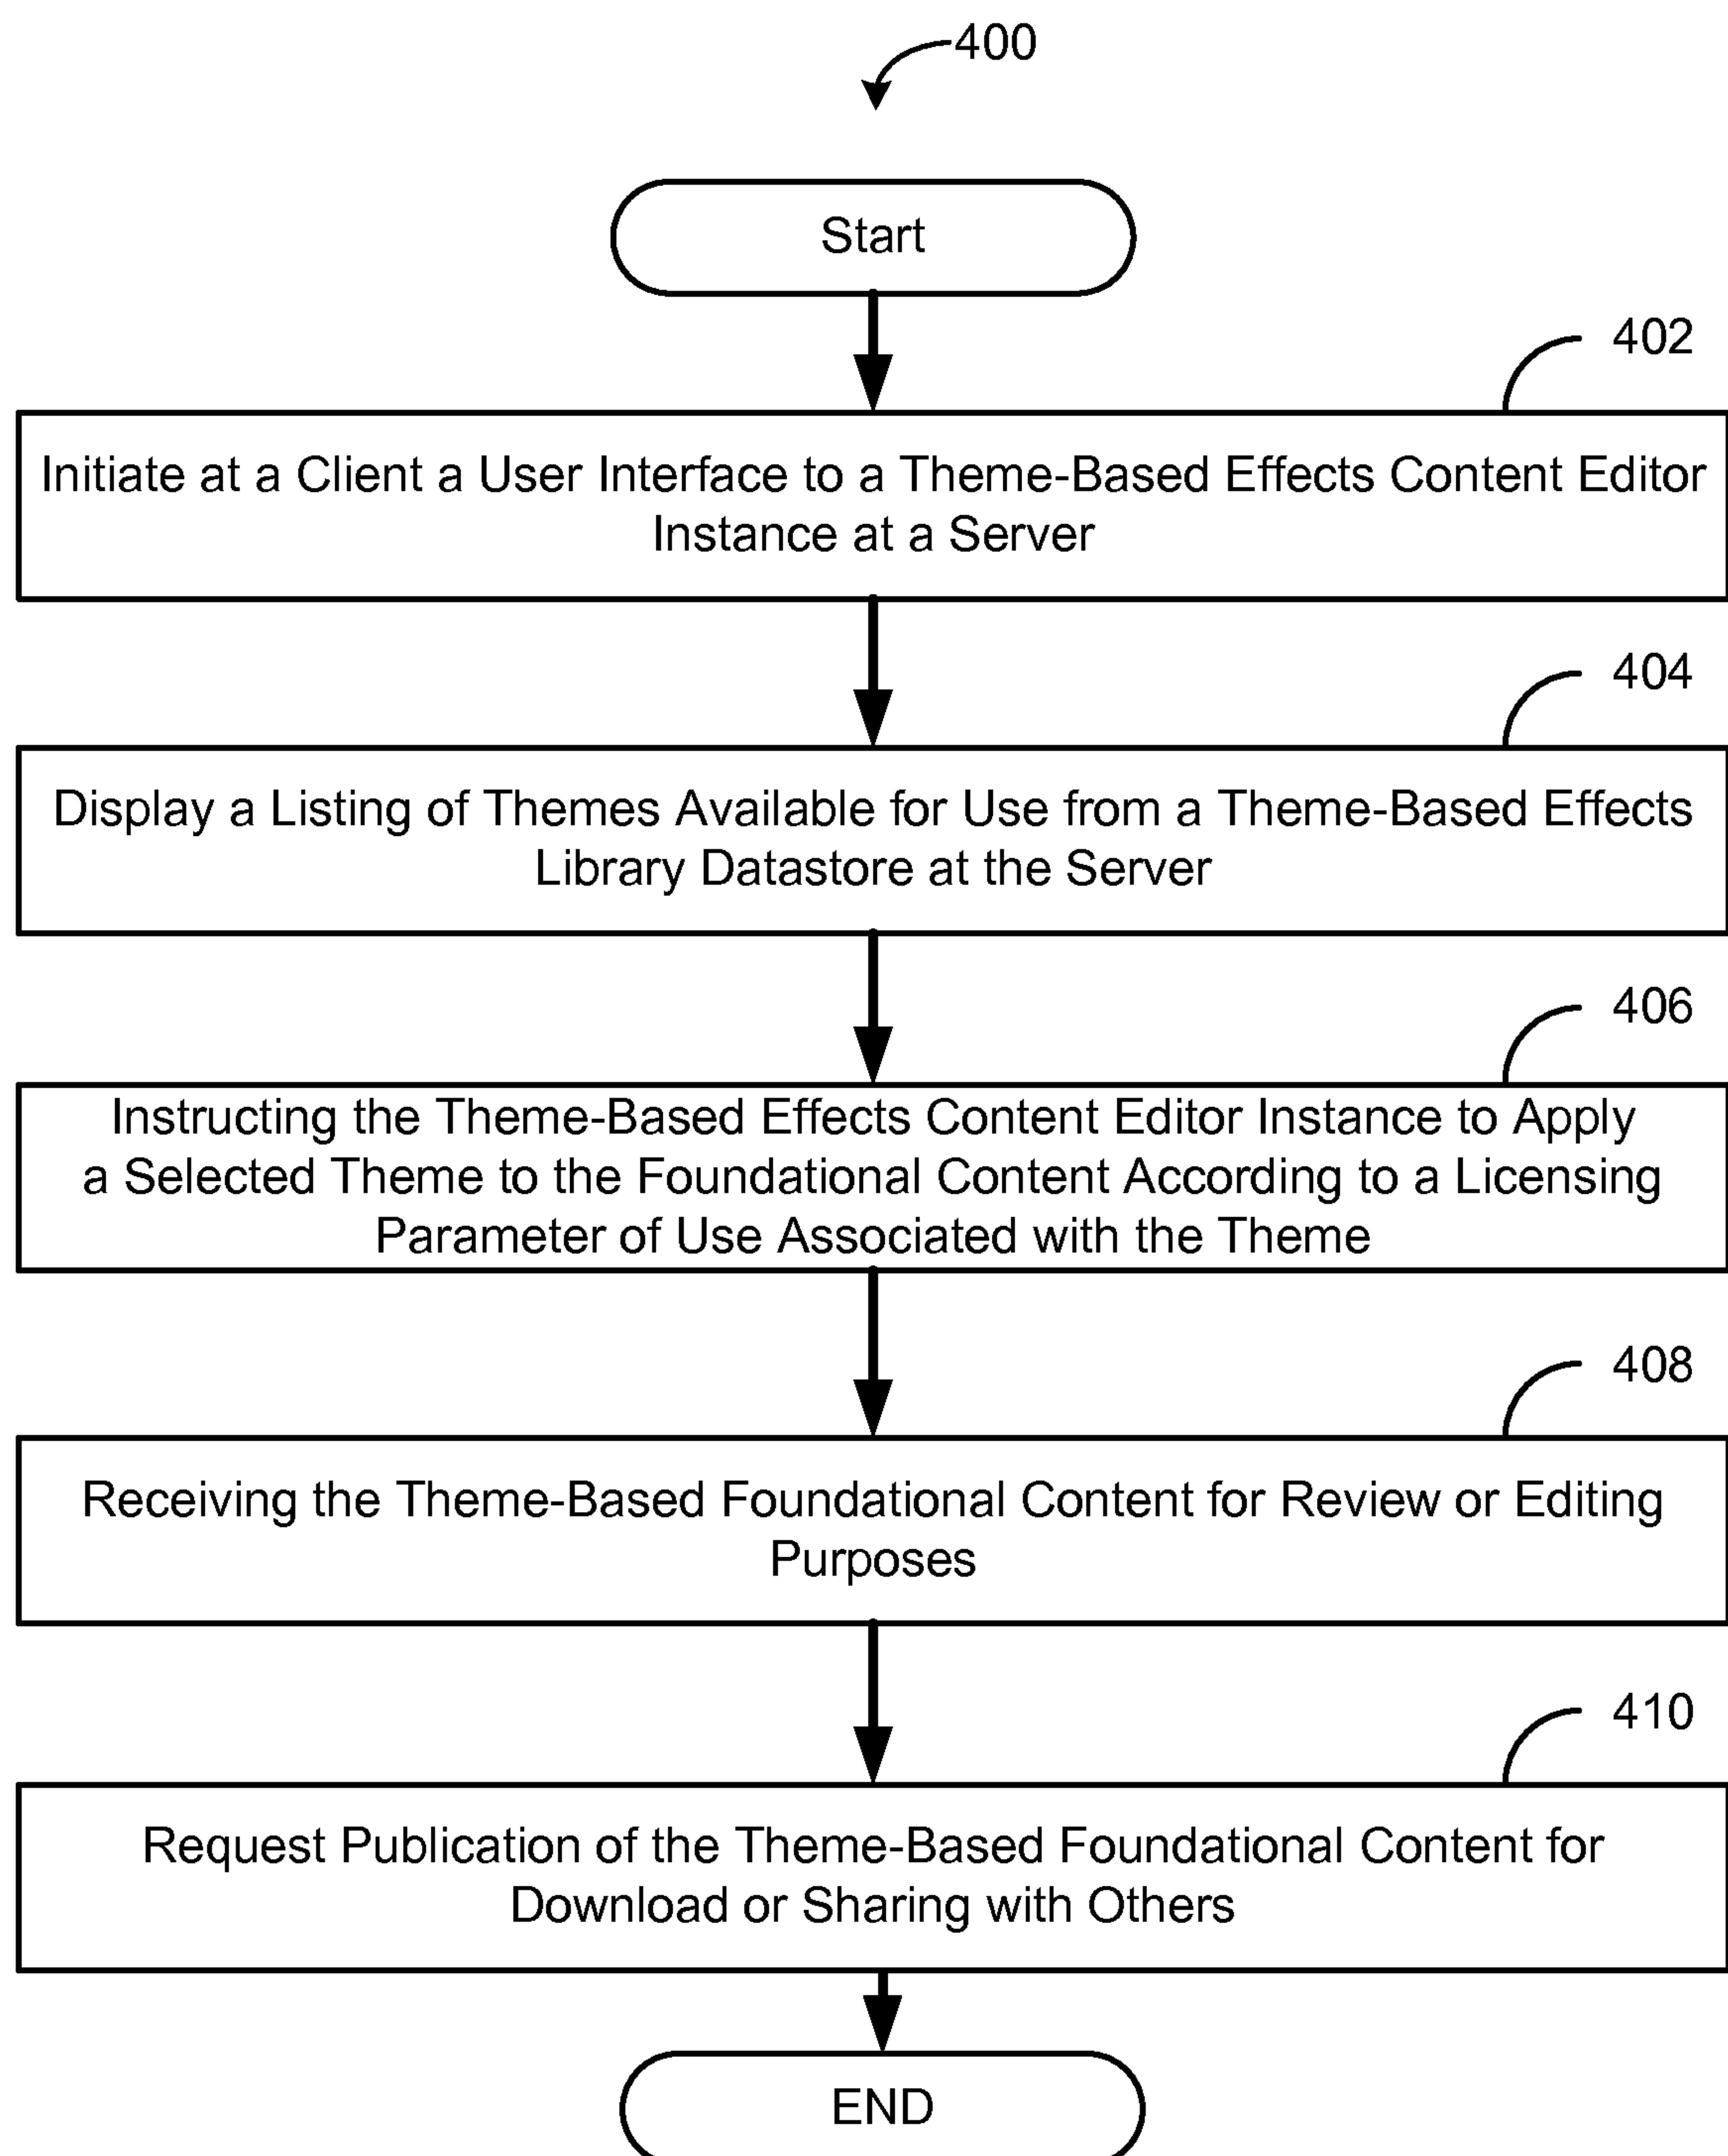 400
Start
402
Initiate at a Client a User Interface to a Theme-Based Effects Content Editor
Instance at a Server
404
Display a Listing of Themes Available for Use from a Theme-Based Effects
Library Datastore at the Server
406
Instructing the Theme-Based Effects Content Editor Instance to Apply
a Selected Theme to the Foundational Content According to a Licensing
Parameter of Use Associated with the Theme
408
Receiving the Theme-Based Foundational Content for Review or Editing
Purposes
410
Request Publication of the Theme-Based Foundational Content for
Download or Sharing with Others
END